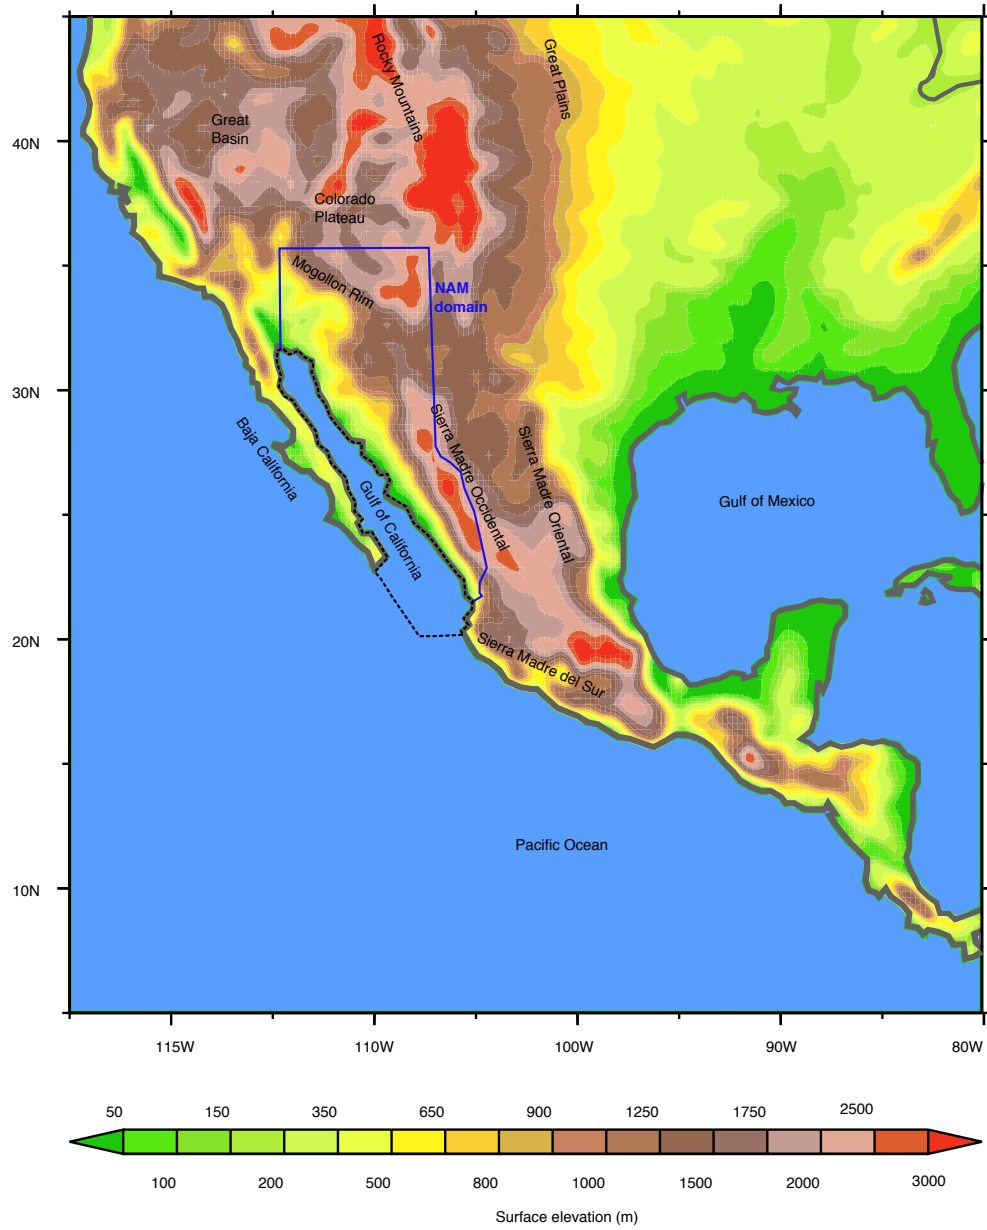 Rocky Mountains
Great Plains
Great
Basin
40N
Colorado
Plateau
Mogollon Rim
NAM
domain
30N
Sierra Madre Occidental
Sierra Madre Oriental
Baja California
Gulf of California
Gulf of Mexico
20N
Sierra Madre del Sur
Pacific Ocean
10N
115W
110W
100W
90W
80W
50
150
350
650
900
1250
1750
2500
100
200
500
800
1000
1500
2000
3000
Surface elevation (m)